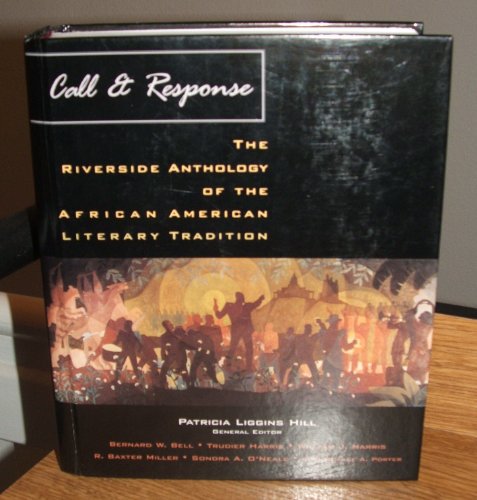 Call & Response
THE
RIVERSIDE ANTHOLOGY
OF THE
AFRICAN AMERICAN
LITERARY TRADITION
PATRICIA LIGGINS HILL
GENERAL EDITOR
BERNARD W. BELL • TRUDIER HARRIS • WILLIAM J. HARRIS
R. BAXTER MILLER • SONDRA A. O'NEALE • A. PORTER